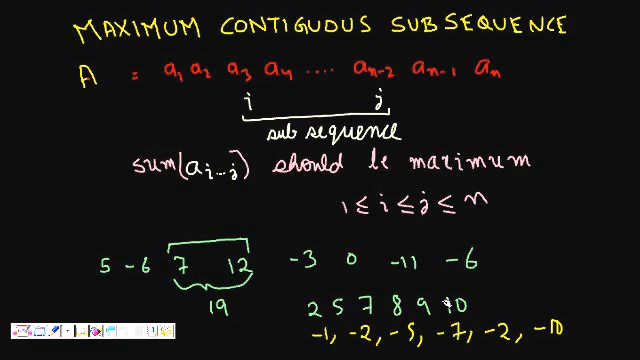 MAXIMUM CONTIGUOUS SUBSEQUENCE
A = a1 a2 a3 a4 .... an-2 an-1 an
i j
sub sequence
sum(ai...j) should be maximum
1 ≤ i ≤ j ≤ n
5 -6 7 12 -3 0 -11 -6
19
2 5 7 8 9 10
-1, -2, -5, -7, -2, -10